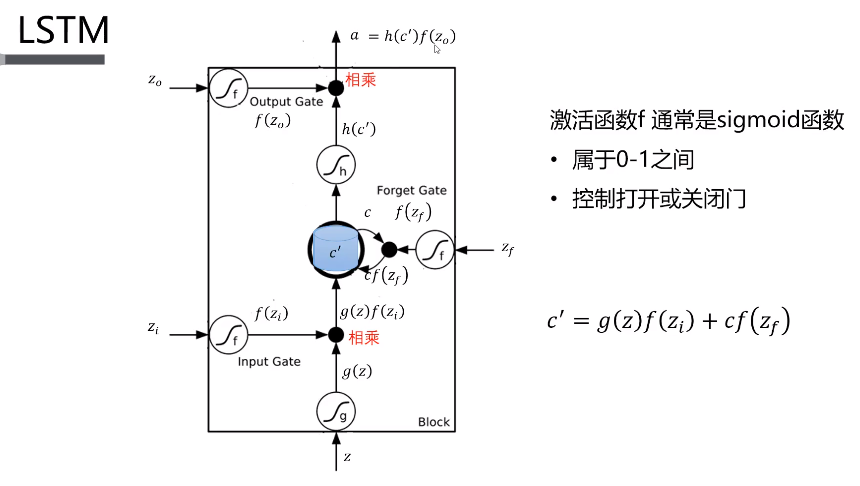 LSTM
a = h(c′)f(z_o)
z_o
f
相乘
Output Gate
f(z_o)
h(c′)
h
Forget Gate
c
f(z_f)
c′
f
z_f
cf(z_f)
f(z_i)
g(z)f(z_i)
z_i
f
相乘
Input Gate
g(z)
g
Block
z
激活函数f 通常是sigmoid函数
• 属于0-1之间
• 控制打开或关闭门
c′ = g(z)f(z_i) + cf(z_f)